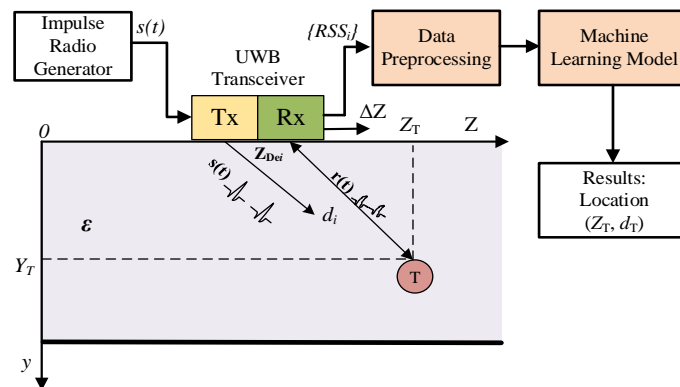 Impulse
Radio
Generator
s(t)
UWB
Transceiver
{RSSᵢ}
Data
Preprocessing
Machine
Learning Model
Tx
Rx
ΔZ
0
Z_De𝑖
Z_T
Z
s(t)
r(t)
d_i
ε
Y_T
T
y
Results:
Location
(Z_T, d_T)